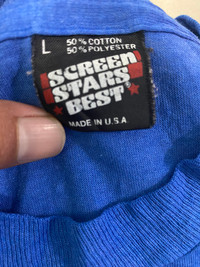 L 50% COTTON
50% POLYESTER
SCREEN
STARS
BEST
MADE IN U.S.A